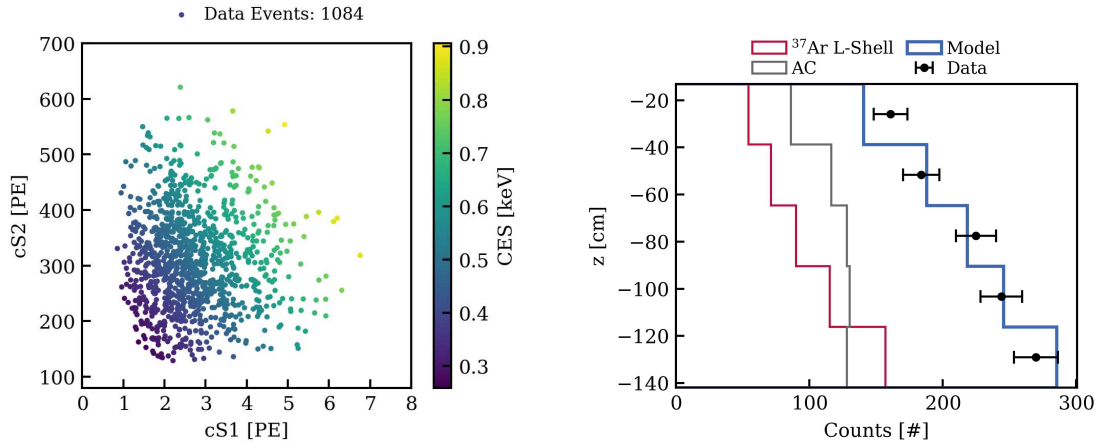 Data Events: 1084
700
600
500
400
300
200
100
cS2 [PE]
0 1 2 3 4 5 6 7 8
cS1 [PE]
0.9
0.8
0.7
0.6
0.5
0.4
0.3
CES [keV]
³⁷Ar L-Shell Model
AC Data
−20
−40
−60
−80
−100
−120
−140
z [cm]
0 100 200 300
Counts [#]